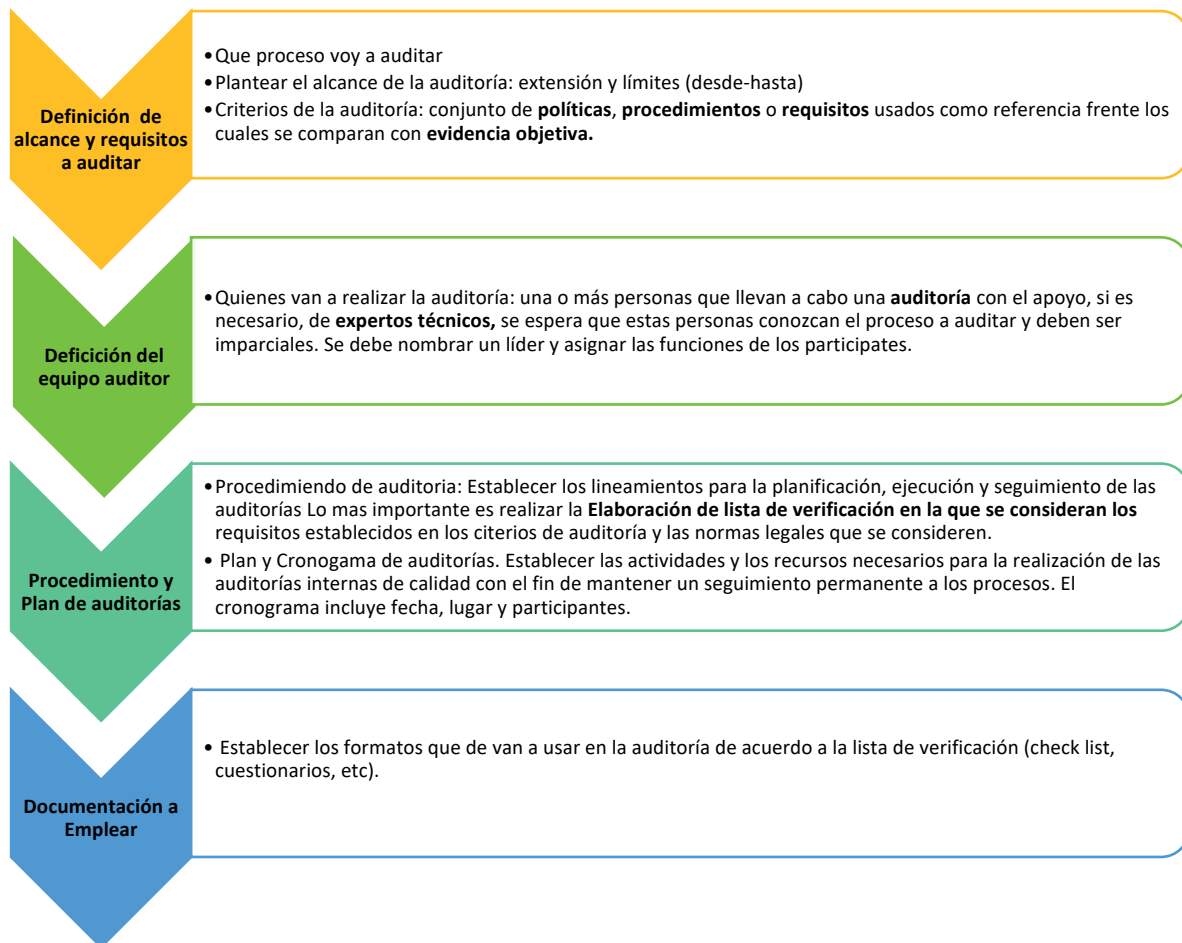 Definición de
alcance y requisitos
a auditar
•Que proceso voy a auditar
•Plantear el alcance de la auditoría: extensión y límites (desde-hasta)
•Criterios de la auditoría: conjunto de políticas, procedimientos o requisitos usados como referencia frente los
cuales se comparan con evidencia objetiva.
Deficición del
equipo auditor
•Quienes van a realizar la auditoría: una o más personas que llevan a cabo una auditoría con el apoyo, si es
necesario, de expertos técnicos, se espera que estas personas conozcan el proceso a auditar y deben ser
imparciales. Se debe nombrar un líder y asignar las funciones de los participates.
Procedimiento y
Plan de auditorías
•Procedimiendo de auditoria: Establecer los lineamientos para la planificación, ejecución y seguimiento de las
auditorías Lo mas importante es realizar la Elaboración de lista de verificación en la que se consideran los
requisitos establecidos en los citerios de auditoría y las normas legales que se consideren.
• Plan y Cronogama de auditorías. Establecer las actividades y los recursos necesarios para la realización de las
auditorías internas de calidad con el fin de mantener un seguimiento permanente a los procesos. El
cronograma incluye fecha, lugar y participantes.
Documentación a
Emplear
• Establecer los formatos que de van a usar en la auditoría de acuerdo a la lista de verificación (check list,
cuestionarios, etc).